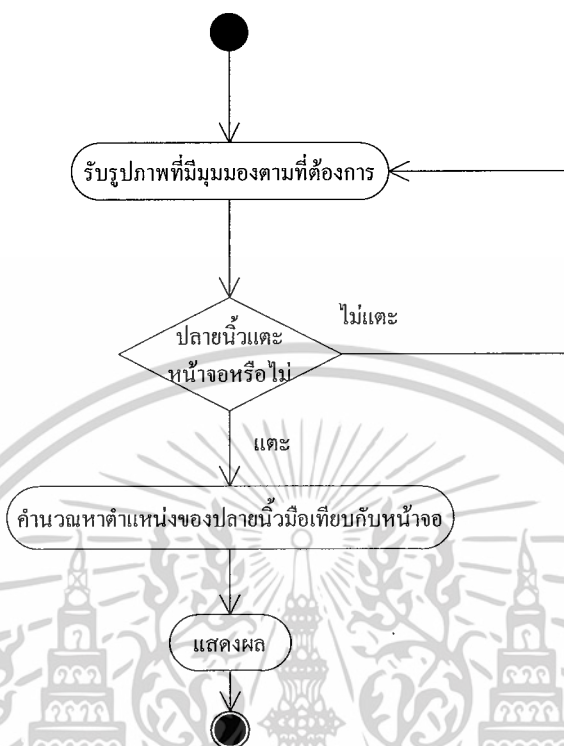 รับรูปภาพที่มีมุมมองตามที่ต้องการ
ไม่แตะ
ปลายนิ้วแตะ
หน้าจอหรือไม่
แตะ
คำนวณหาตำแหน่งของปลายนิ้วมือเทียบกับหน้าจอ
แสดงผล